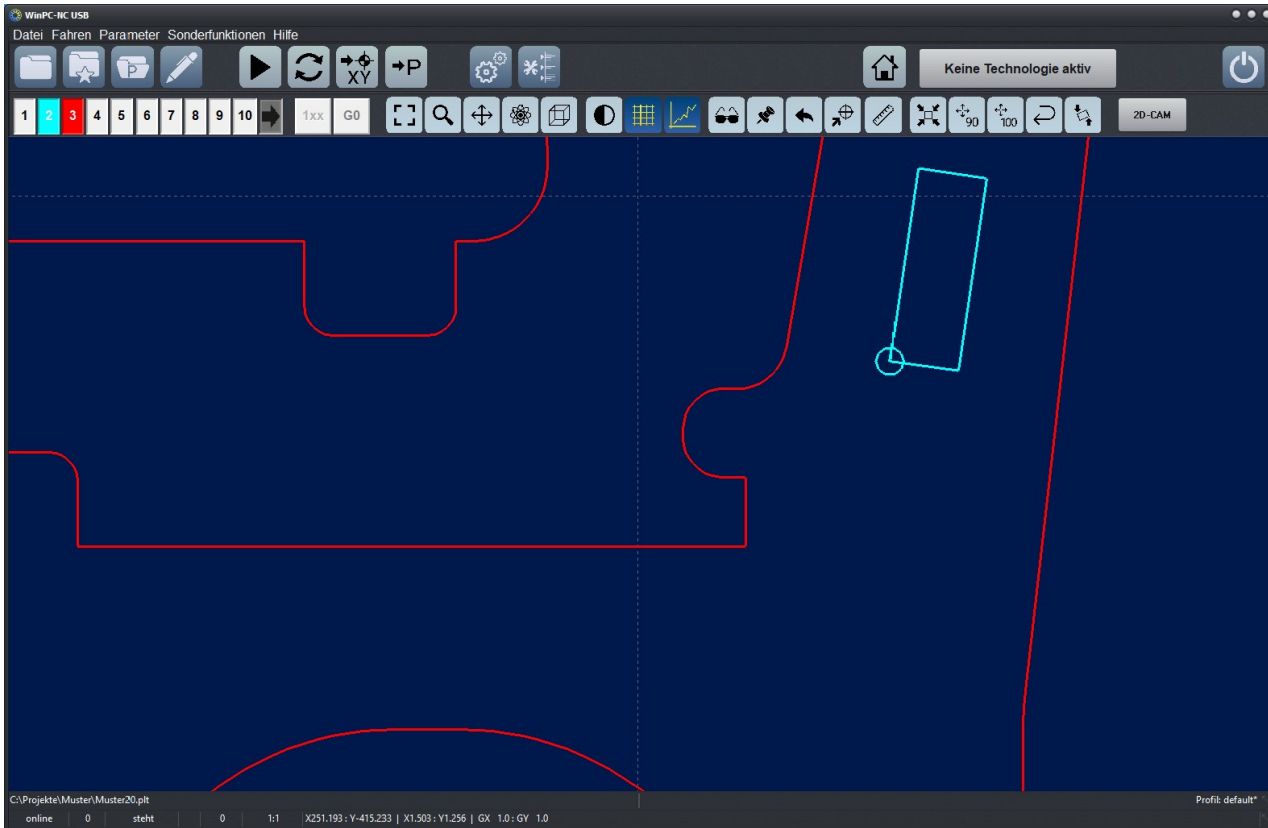 WinPC-NC USB
Datei Fahren Parameter Sonderfunktionen Hilfe
P XY P Keine Technologie aktiv
1 2 3 4 5 6 7 8 9 10 1xx G0 90 100 2D-CAM
C:\Projekte\Muster\Muster20.plt Profil: default*
online 0 steht 0 1:1 X251.193 : Y-415.233 | X1.503 : Y1.256 | GX 1.0 : GY 1.0